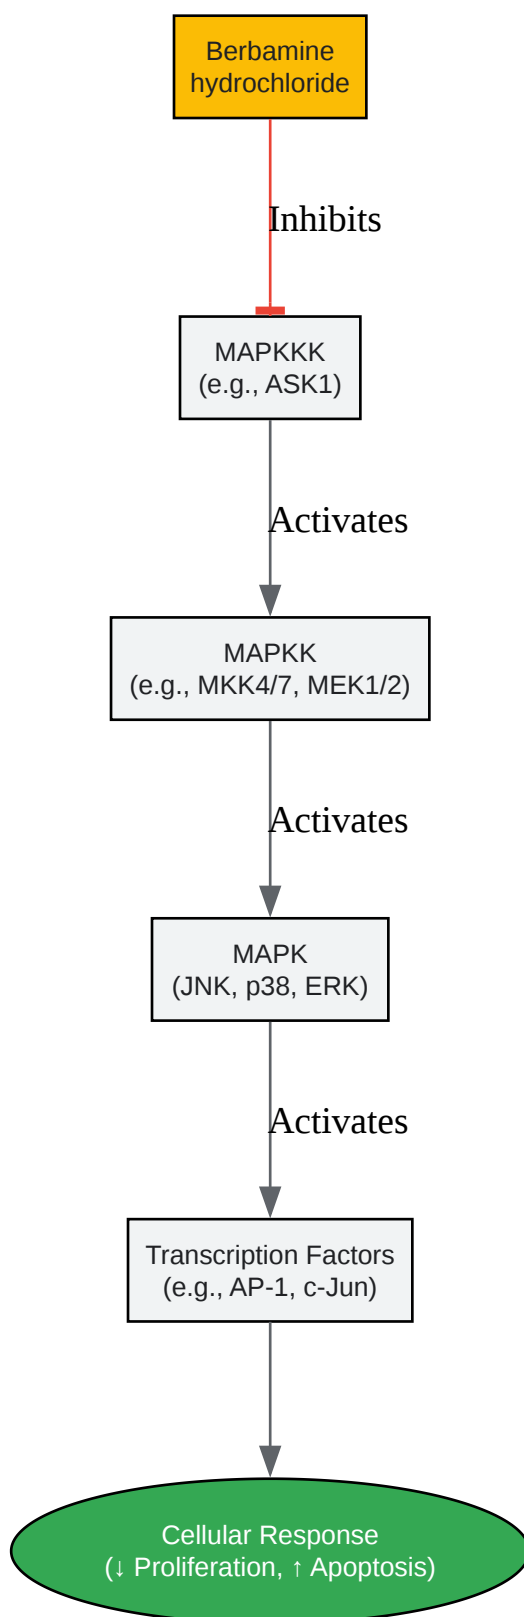 Berbamine
hydrochloride
Inhibits
MAPKKK
(e.g., ASK1)
Activates
MAPKK
(e.g., MKK4/7, MEK1/2)
Activates
MAPK
(JNK, p38, ERK)
Activates
Transcription Factors
(e.g., AP-1, c-Jun)
Cellular Response
(↓ Proliferation, ↑ Apoptosis)